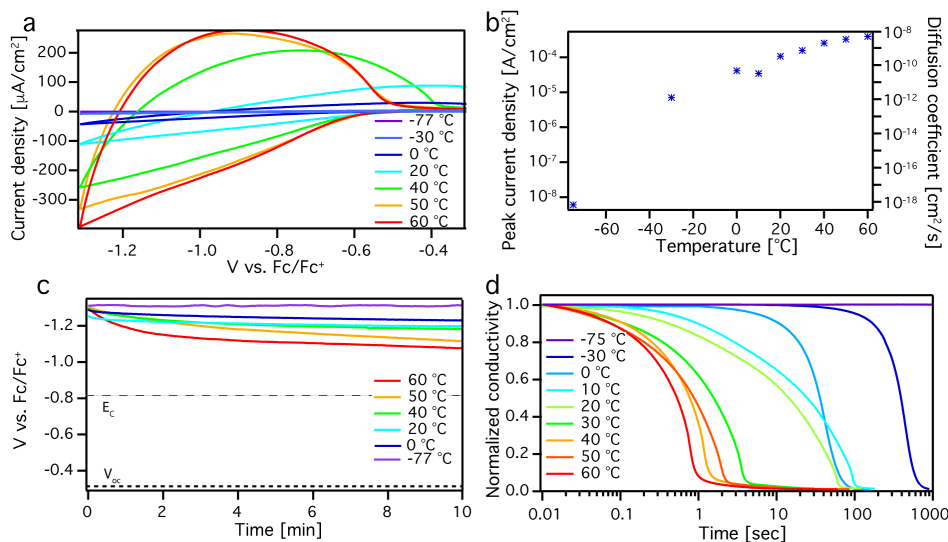 a
Current density [µA/cm²]
200
100
0
-100
-200
-300
-1.2
-1.0
-0.8
-0.6
-0.4
V vs. Fc/Fc⁺
-77 °C
-30 °C
0 °C
20 °C
40 °C
50 °C
60 °C
b
Peak current density [A/cm²]
10⁻⁴
10⁻⁵
10⁻⁶
10⁻⁷
10⁻⁸
-60
-40
-20
0
20
40
60
Temperature [°C]
10⁻⁸
10⁻¹⁰
10⁻¹²
10⁻¹⁴
10⁻¹⁶
10⁻¹⁸
Diffusion coefficient [cm²/s]
c
V vs. Fc/Fc⁺
-1.2
-1.0
-0.8
-0.6
-0.4
E_C
V_oc
60 °C
50 °C
40 °C
20 °C
0 °C
-77 °C
0
2
4
6
8
10
Time [min]
d
Normalized conductivity
1.0
0.8
0.6
0.4
0.2
0.0
-75 °C
-30 °C
0 °C
10 °C
20 °C
30 °C
40 °C
50 °C
60 °C
0.01
0.1
1
10
100
1000
Time [sec]